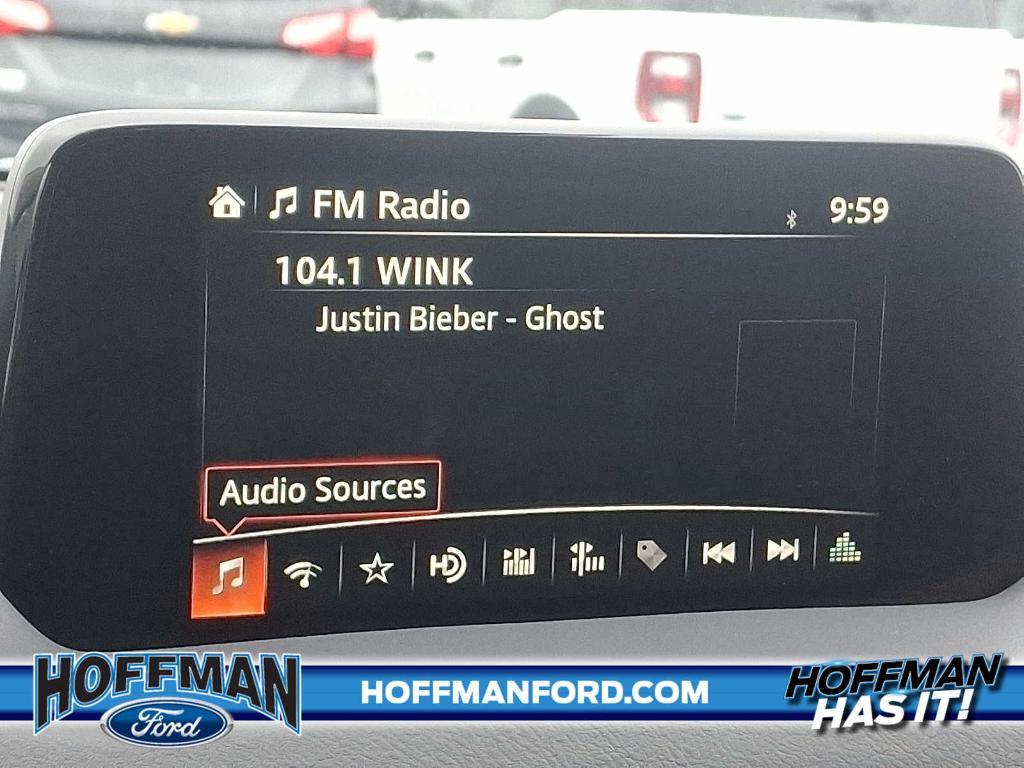 FM Radio
9:59
104.1 WINK
Justin Bieber - Ghost
Audio Sources
HD
HOFFMAN
Ford
HOFFMANFORD.COM
HOFFMAN
HAS IT!